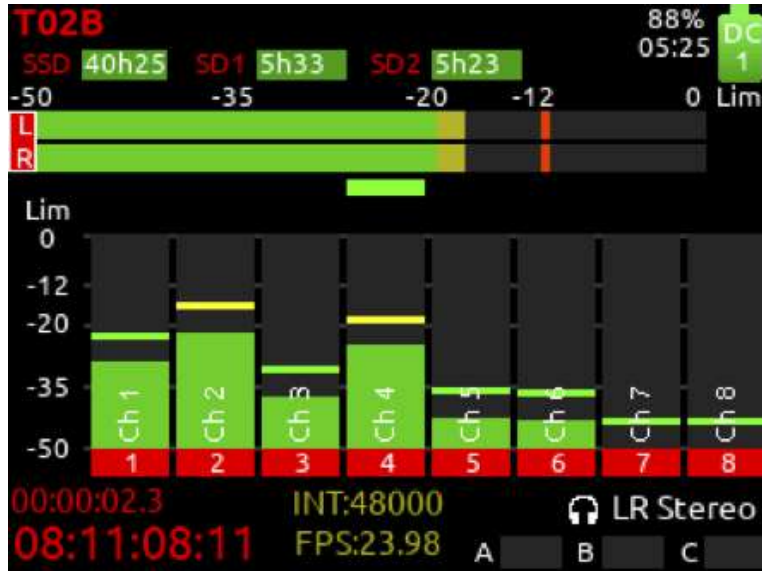 T02B 88% DC
SSD 40h25 SD1 5h33 SD2 5h23 05:25 1
-50 -35 -20 -12 0 Lim
L
R
Lim
0
-12
-20
-35
-50
Ch 1 Ch 2 Ch 3 Ch 4 Ch 5 Ch 6 Ch 7 Ch 8
1 2 3 4 5 6 7 8
00:00:02.3 INT:48000 LR Stereo
08:11:08:11 FPS:23.98 A B C